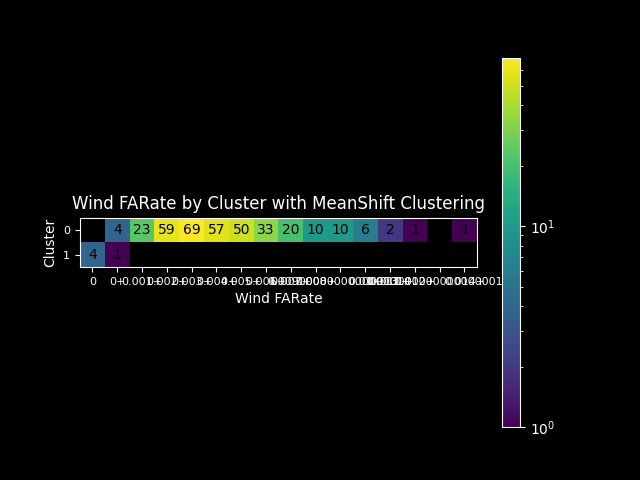 Wind FARate by Cluster with MeanShift Clustering
Cluster
0 4 23 59 69 57 50 33 20 10 10 6 2 1 1
1 4 1
0 0+
Wind FARate
10¹
10⁰